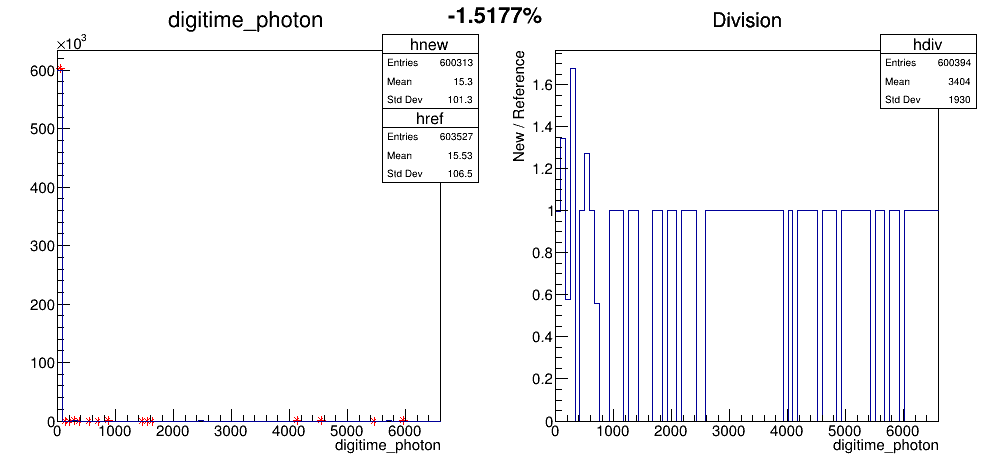 -1.5177%
digitime_photon
×10³
600
500
400
300
200
100
0
0 1000 2000 3000 4000 5000 6000
digitime_photon
hnew
Entries 600313
Mean 15.3
Std Dev 101.3
href
Entries 603527
Mean 15.53
Std Dev 106.5
Division
New / Reference
1.6
1.4
1.2
1
0.8
0.6
0.4
0.2
0
0 1000 2000 3000 4000 5000 6000
digitime_photon
hdiv
Entries 600394
Mean 3404
Std Dev 1930